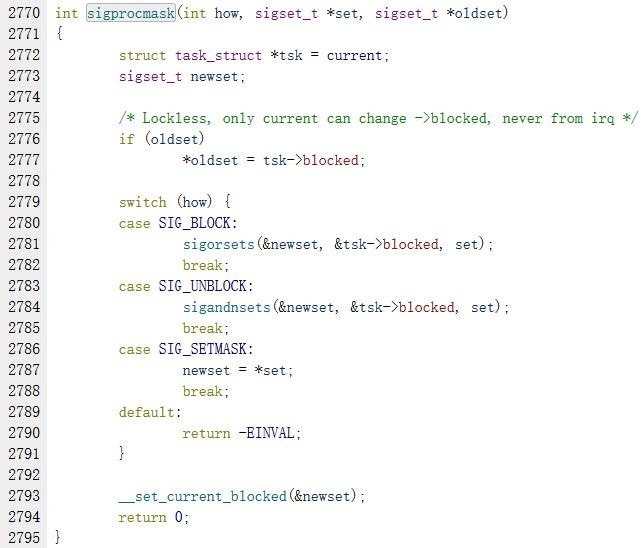 2770 int sigprocmask(int how, sigset_t *set, sigset_t *oldset)
2771 {
2772         struct task_struct *tsk = current;
2773         sigset_t newset;
2774
2775         /* Lockless, only current can change ->blocked, never from irq */
2776         if (oldset)
2777                 *oldset = tsk->blocked;
2778
2779         switch (how) {
2780         case SIG_BLOCK:
2781                 sigorsets(&newset, &tsk->blocked, set);
2782                 break;
2783         case SIG_UNBLOCK:
2784                 sigandnsets(&newset, &tsk->blocked, set);
2785                 break;
2786         case SIG_SETMASK:
2787                 newset = *set;
2788                 break;
2789         default:
2790                 return -EINVAL;
2791         }
2792
2793         __set_current_blocked(&newset);
2794         return 0;
2795 }